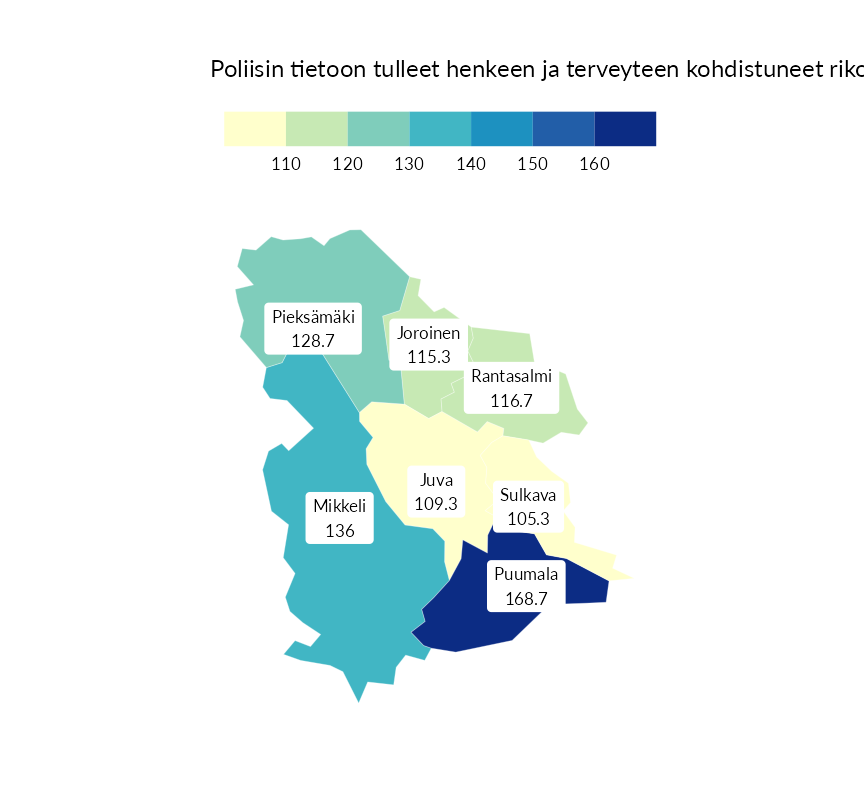 Poliisin tietoon tulleet henkeen ja terveyteen kohdistuneet
110 120 130 140 150 160
Pieksämäki
128.7
Joroinen
115.3
Rantasalmi
116.7
Juva
109.3
Sulkava
105.3
Mikkeli
136
Puumala
168.7